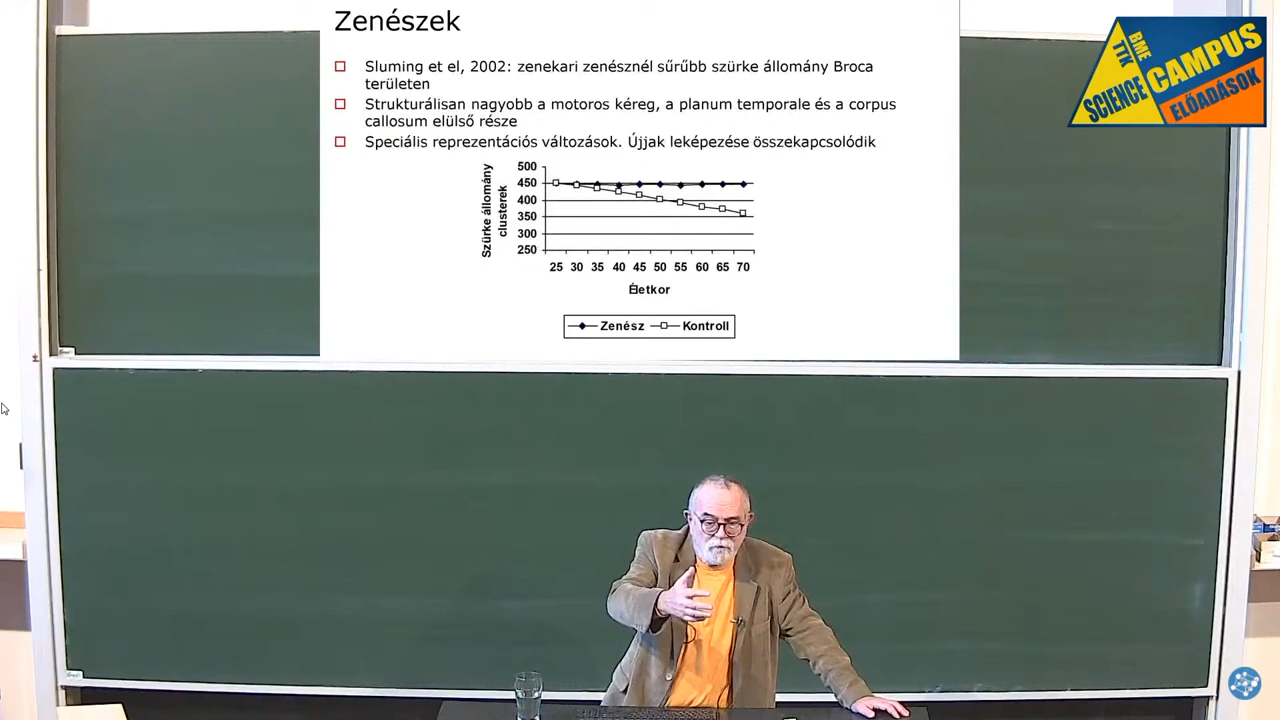 Zenészek
Sluming et el, 2002: zenekari zenésznél sűrűbb szürke állomány Broca
területen
Strukturálisan nagyobb a motoros kéreg, a planum temporale és a corpus
callosum elülső része
Speciális reprezentációs változások. Újjak leképezése összekapcsolódik
Szürke állomány
clusterek
500
450
400
350
300
250
25 30 35 40 45 50 55 60 65 70
Életkor
Zenész Kontroll
BME
TTK
SCIENCE
CAMPUS
ELŐADÁSOK